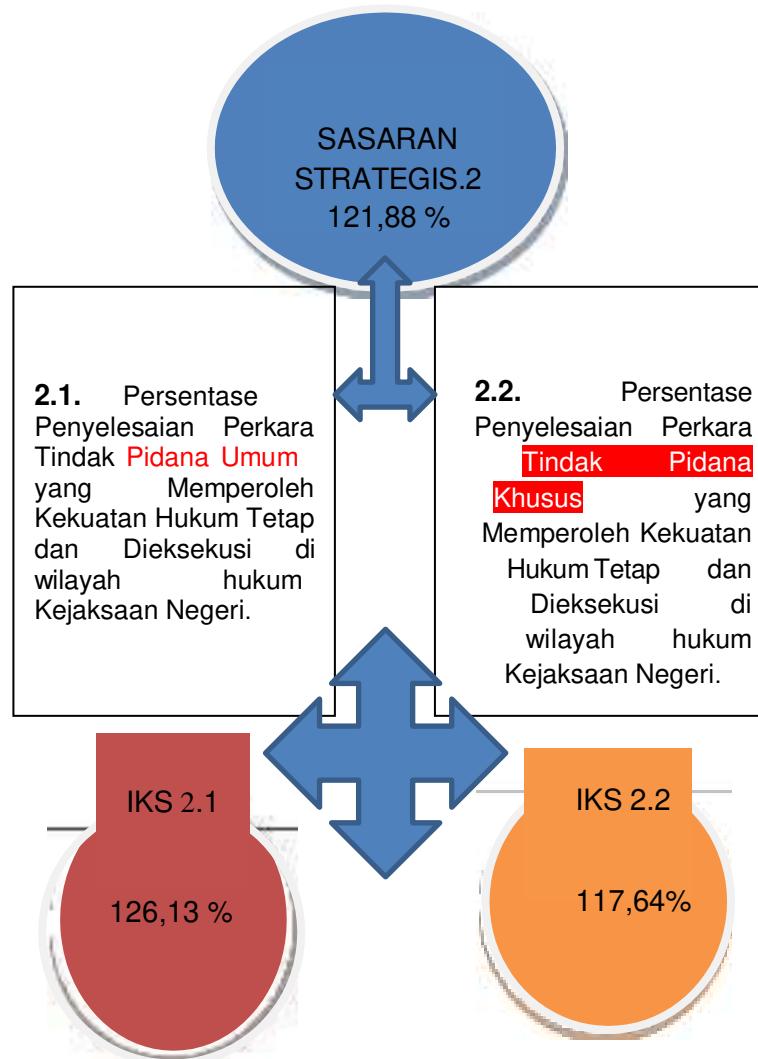 SASARAN
STRATEGIS.2
121,88 %
2.1. Persentase
Penyelesaian Perkara
Tindak Pidana Umum
yang Memperoleh
Kekuatan Hukum Tetap
dan Dieksekusi di
wilayah hukum
Kejaksaan Negeri.
2.2. Persentase
Penyelesaian Perkara
Tindak Pidana
Khusus yang
Memperoleh Kekuatan
Hukum Tetap dan
Dieksekusi di
wilayah hukum
Kejaksaan Negeri.
IKS 2.1
126,13 %
IKS 2.2
117,64%